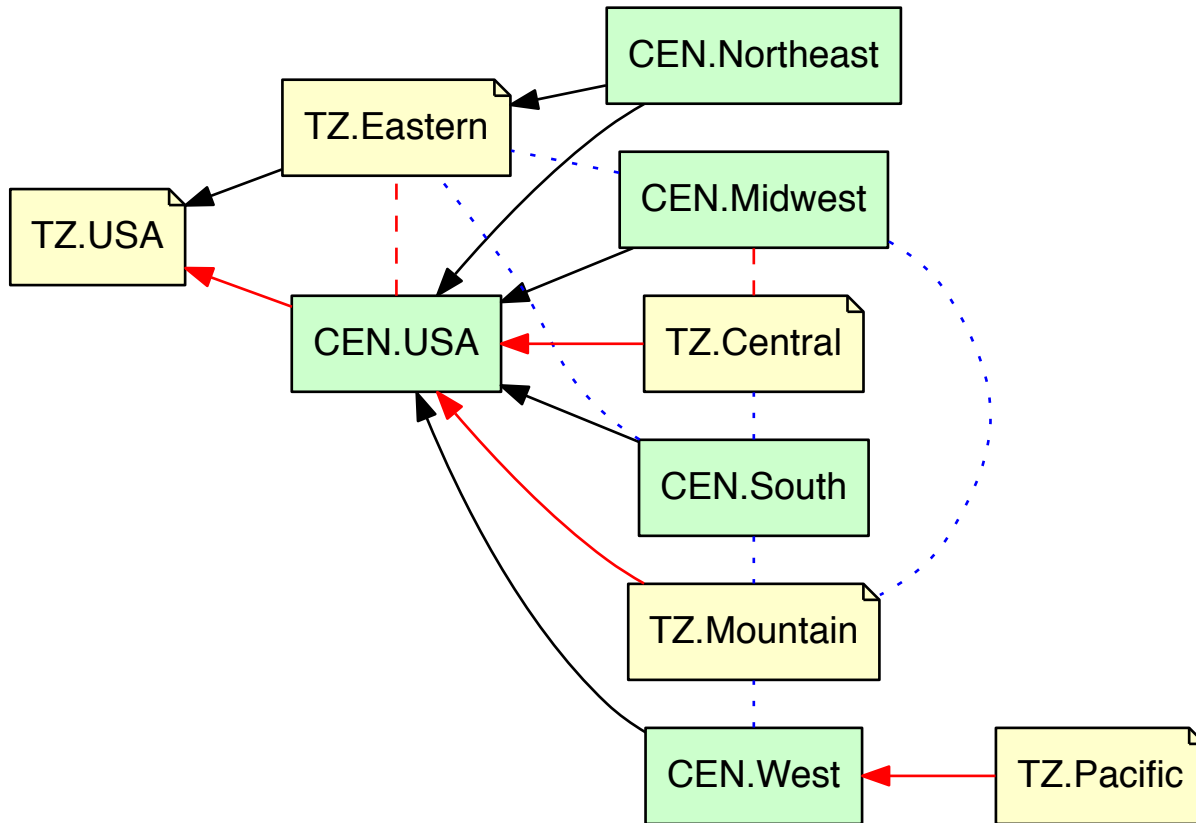 CEN.Northeast
TZ.Eastern
CEN.Midwest
TZ.USA
CEN.USA
TZ.Central
CEN.South
TZ.Mountain
CEN.West
TZ.Pacific